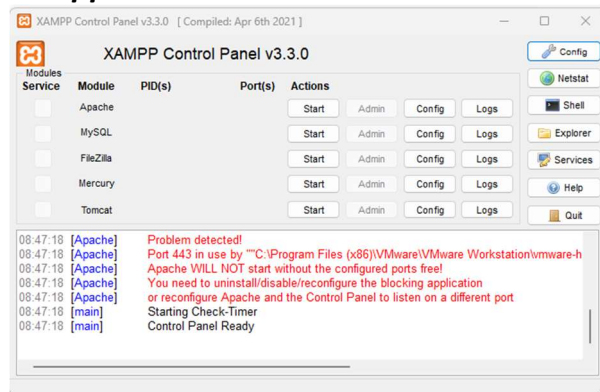 XAMPP Control Panel v3.3.0 [ Compiled: Apr 6th 2021 ]
XAMPP Control Panel v3.3.0
Config
Modules
Service Module PID(s) Port(s) Actions
Netstat
Apache Start Admin Config Logs
Shell
MySQL Start Admin Config Logs
Explorer
FileZilla Start Admin Config Logs
Services
Mercury Start Admin Config Logs
Help
Tomcat Start Admin Config Logs
Quit
08:47:18 [Apache] Problem detected!
08:47:18 [Apache] Port 443 in use by ""C:\Program Files (x86)\VMware\VMware Workstation\vmware-h
08:47:18 [Apache] Apache WILL NOT start without the configured ports free!
08:47:18 [Apache] You need to uninstall/disable/reconfigure the blocking application
08:47:18 [Apache] or reconfigure Apache and the Control Panel to listen on a different port
08:47:18 [main] Starting Check-Timer
08:47:18 [main] Control Panel Ready